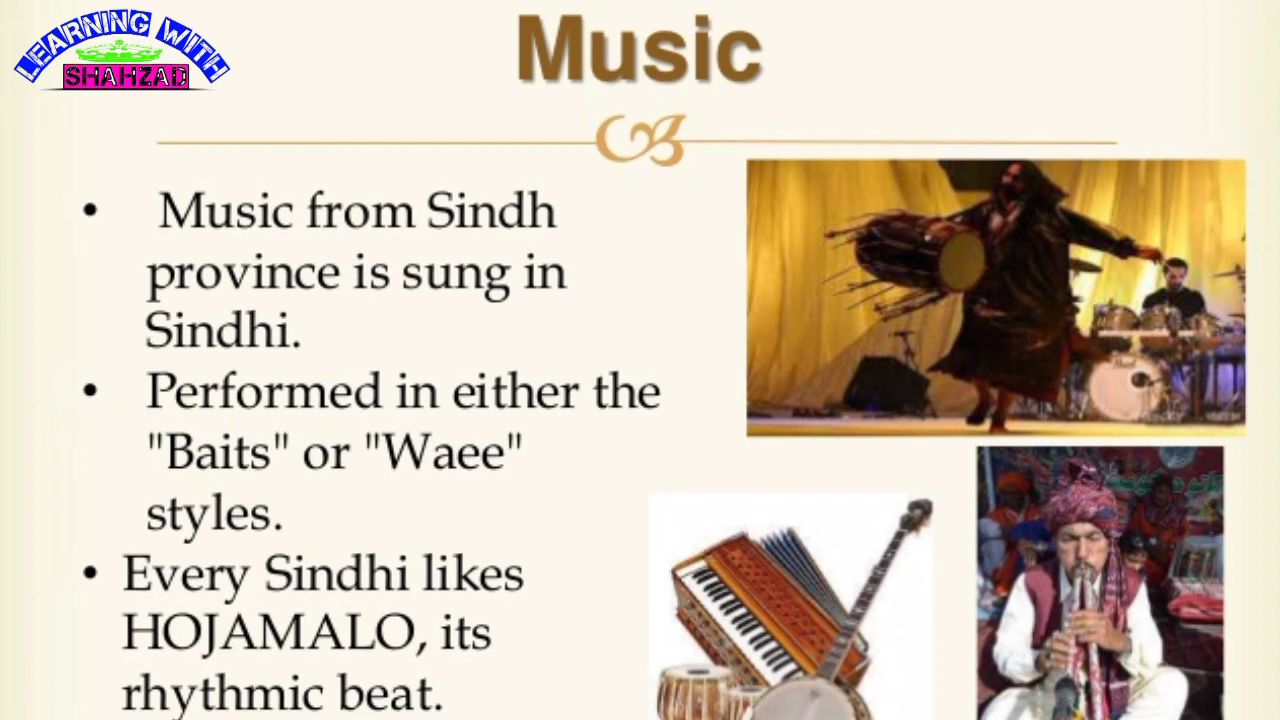 LEARNING WITH
SHAHZAD
Music
• Music from Sindh
province is sung in
Sindhi.
• Performed in either the
"Baits" or "Waee"
styles.
• Every Sindhi likes
HOJAMALO, its
rhythmic beat.